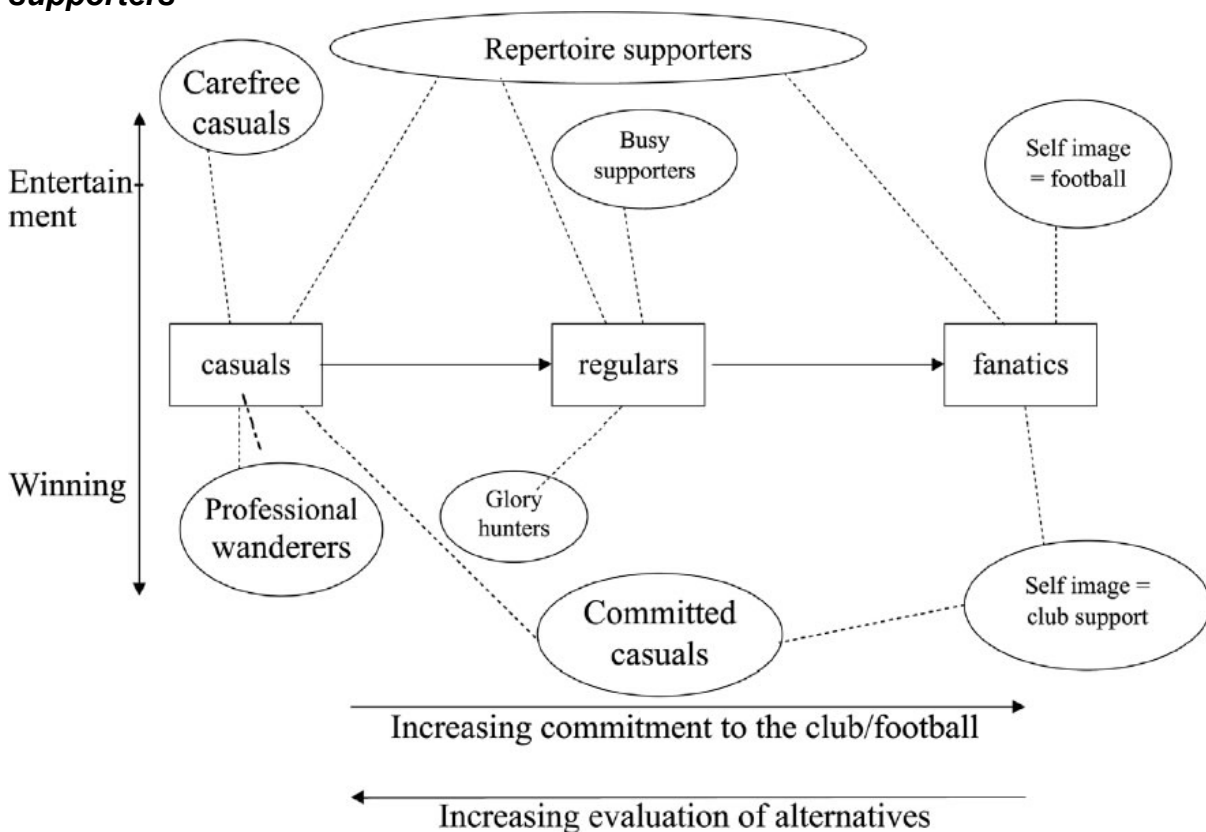 supporters
Repertoire supporters
Carefree
casuals
Busy
supporters
Self image
= football
Entertain-
ment
casuals
regulars
fanatics
Winning
Professional
wanderers
Glory
hunters
Self image =
club support
Committed
casuals
Increasing commitment to the club/football
Increasing evaluation of alternatives